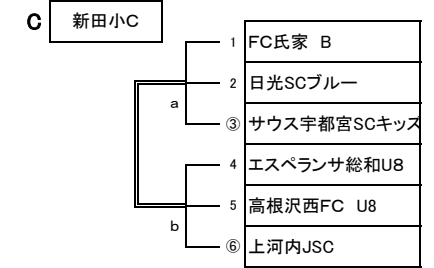 C 新田小C
1 FC氏家 B
2 日光SCブルー
a
③ サウス宇都宮SCキッズ
4 エスペランサ総和U8
5 高根沢西FC U8
b
⑥ 上河内JSC